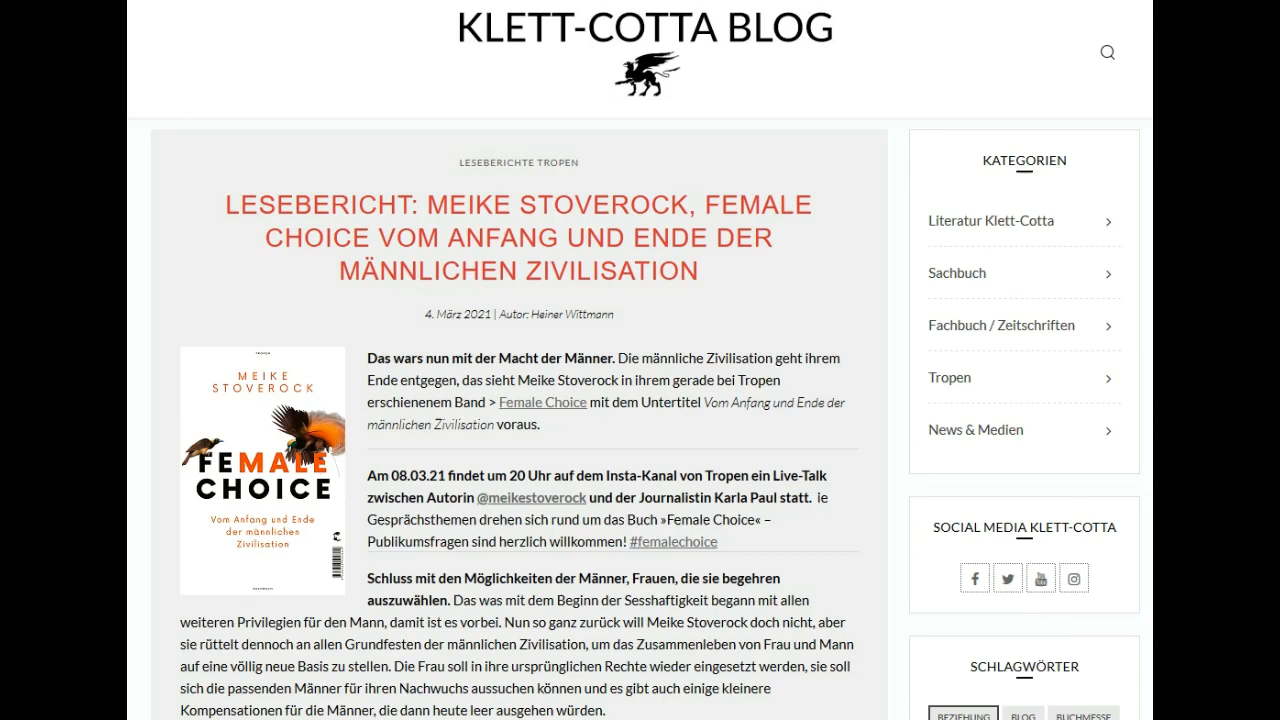 KLETT-COTTA BLOG
LESEBERICHTE TROPEN
LESEBERICHT: MEIKE STOVEROCK, FEMALE
CHOICE VOM ANFANG UND ENDE DER
MÄNNLICHEN ZIVILISATION
4. März 2021 | Autor: Heiner Wittmann
TROPEN
MEIKE
STOVEROCK
FEMALE
CHOICE
Vom Anfang und Ende
der männlichen
Zivilisation
Das wars nun mit der Macht der Männer. Die männliche Zivilisation geht ihrem
Ende entgegen, das sieht Meike Stoverock in ihrem gerade bei Tropen
erschienenem Band > Female Choice mit dem Untertitel Vom Anfang und Ende der
männlichen Zivilisation voraus.
Am 08.03.21 findet um 20 Uhr auf dem Insta-Kanal von Tropen ein Live-Talk
zwischen Autorin @meikestoverock und der Journalistin Karla Paul statt. ie
Gesprächsthemen drehen sich rund um das Buch »Female Choice« –
Publikumsfragen sind herzlich willkommen! #femalechoice
Schluss mit den Möglichkeiten der Männer, Frauen, die sie begehren
auszuwählen. Das was mit dem Beginn der Sesshaftigkeit begann mit allen
weiteren Privilegien für den Mann, damit ist es vorbei. Nun so ganz zurück will Meike Stoverock doch nicht, aber
sie rüttelt dennoch an allen Grundfesten der männlichen Zivilisation, um das Zusammenleben von Frau und Mann
auf eine völlig neue Basis zu stellen. Die Frau soll in ihre ursprünglichen Rechte wieder eingesetzt werden, sie soll
sich die passenden Männer für ihren Nachwuchs aussuchen können und es gibt auch einige kleinere
Kompensationen für die Männer, die dann heute leer ausgehen würden.
KATEGORIEN
Literatur Klett-Cotta
Sachbuch
Fachbuch / Zeitschriften
Tropen
News & Medien
SOCIAL MEDIA KLETT-COTTA
SCHLAGWÖRTER
BEZIEHUNG BLOG BUCHMESSE